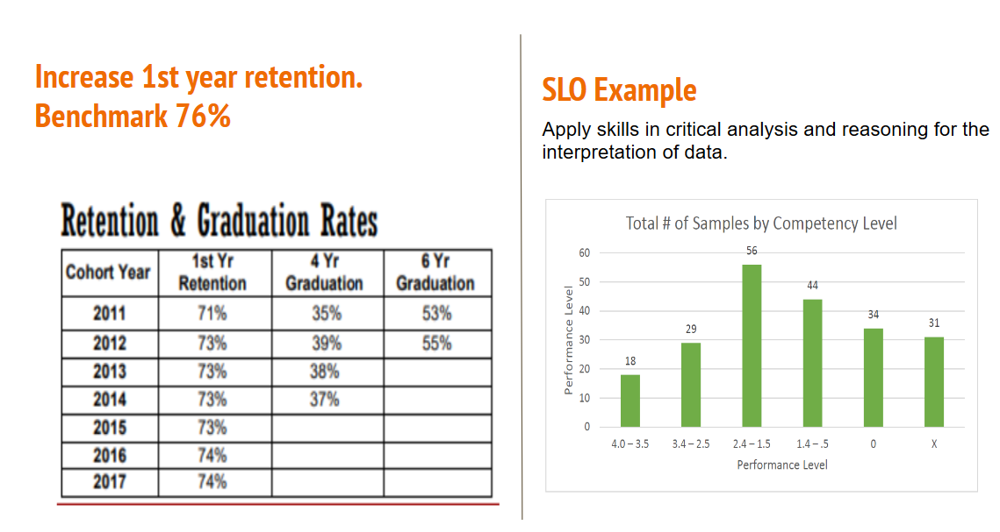 Increase 1st year retention.
Benchmark 76%
Retention & Graduation Rates
Cohort Year 1st Yr Retention 4 Yr Graduation 6 Yr Graduation
2011 71% 35% 53%
2012 73% 39% 55%
2013 73% 38%
2014 73% 37%
2015 73%
2016 74%
2017 74%
SLO Example
Apply skills in critical analysis and reasoning for the
interpretation of data.
Total # of Samples by Competency Level
Performance Level
60
50
40
30
20
10
0
18 29 56 44 34 31
4.0 – 3.5 3.4 – 2.5 2.4 – 1.5 1.4 – .5 0 X
Performance Level